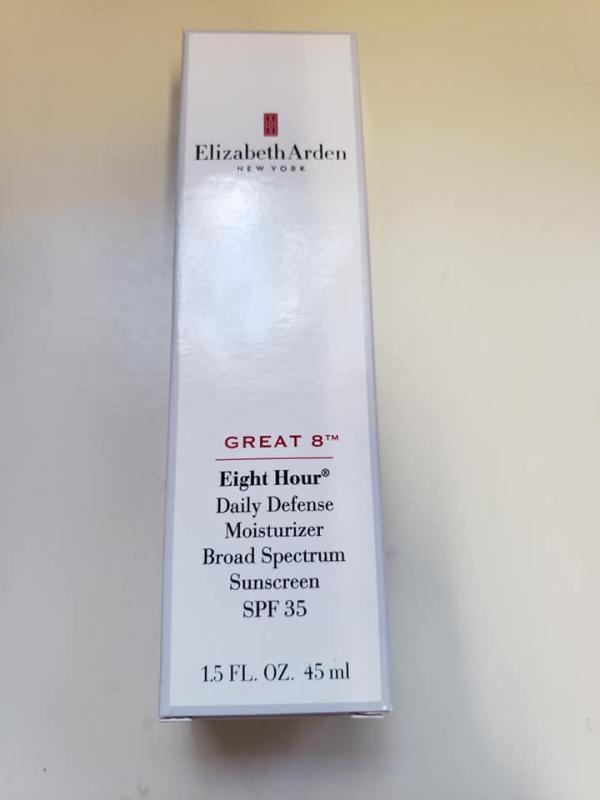 Elizabeth Arden
NEW YORK
GREAT 8™
Eight Hour®
Daily Defense
Moisturizer
Broad Spectrum
Sunscreen
SPF 35
1.5 FL. OZ. 45 ml